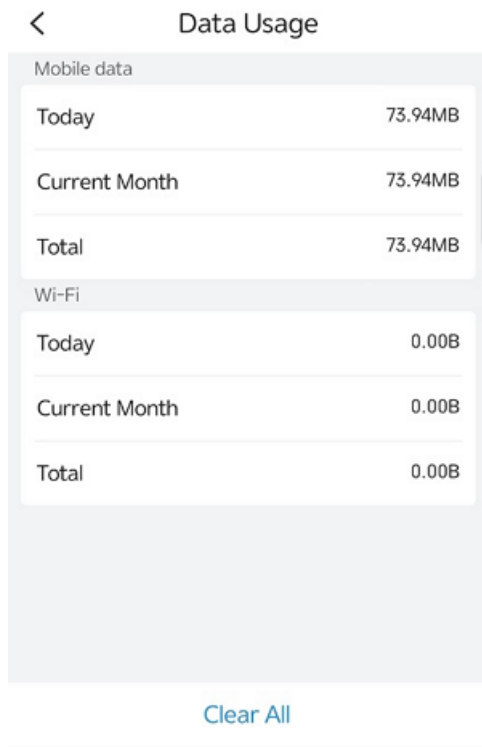 Data Usage
Mobile data
Today 73.94MB
Current Month 73.94MB
Total 73.94MB
Wi-Fi
Today 0.00B
Current Month 0.00B
Total 0.00B
Clear All